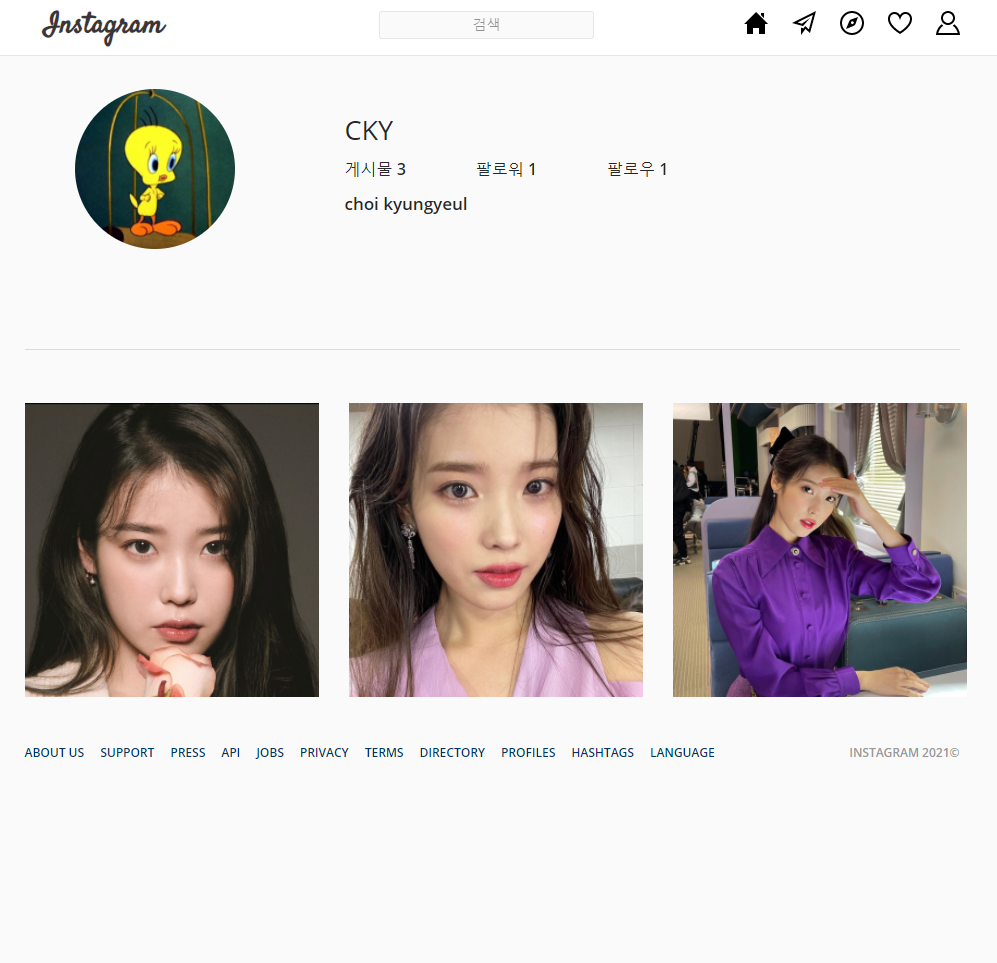 Instagram
검색
CKY
게시물 3 팔로워 1 팔로우 1
choi kyungyeul
ABOUT US SUPPORT PRESS API JOBS PRIVACY TERMS DIRECTORY PROFILES HASHTAGS LANGUAGE INSTAGRAM 2021©